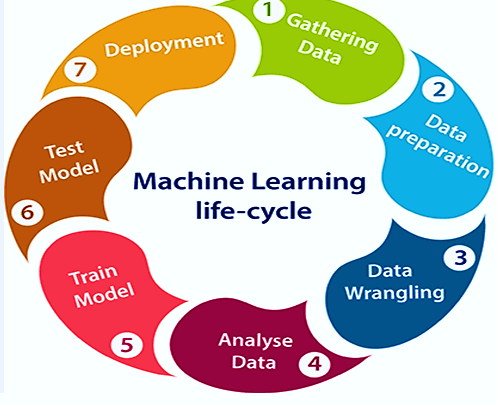 Machine Learning
life-cycle
1
Gathering
Data
2
Data
preparation
3
Data
Wrangling
4
Analyse
Data
5
Train
Model
6
Test
Model
7
Deployment